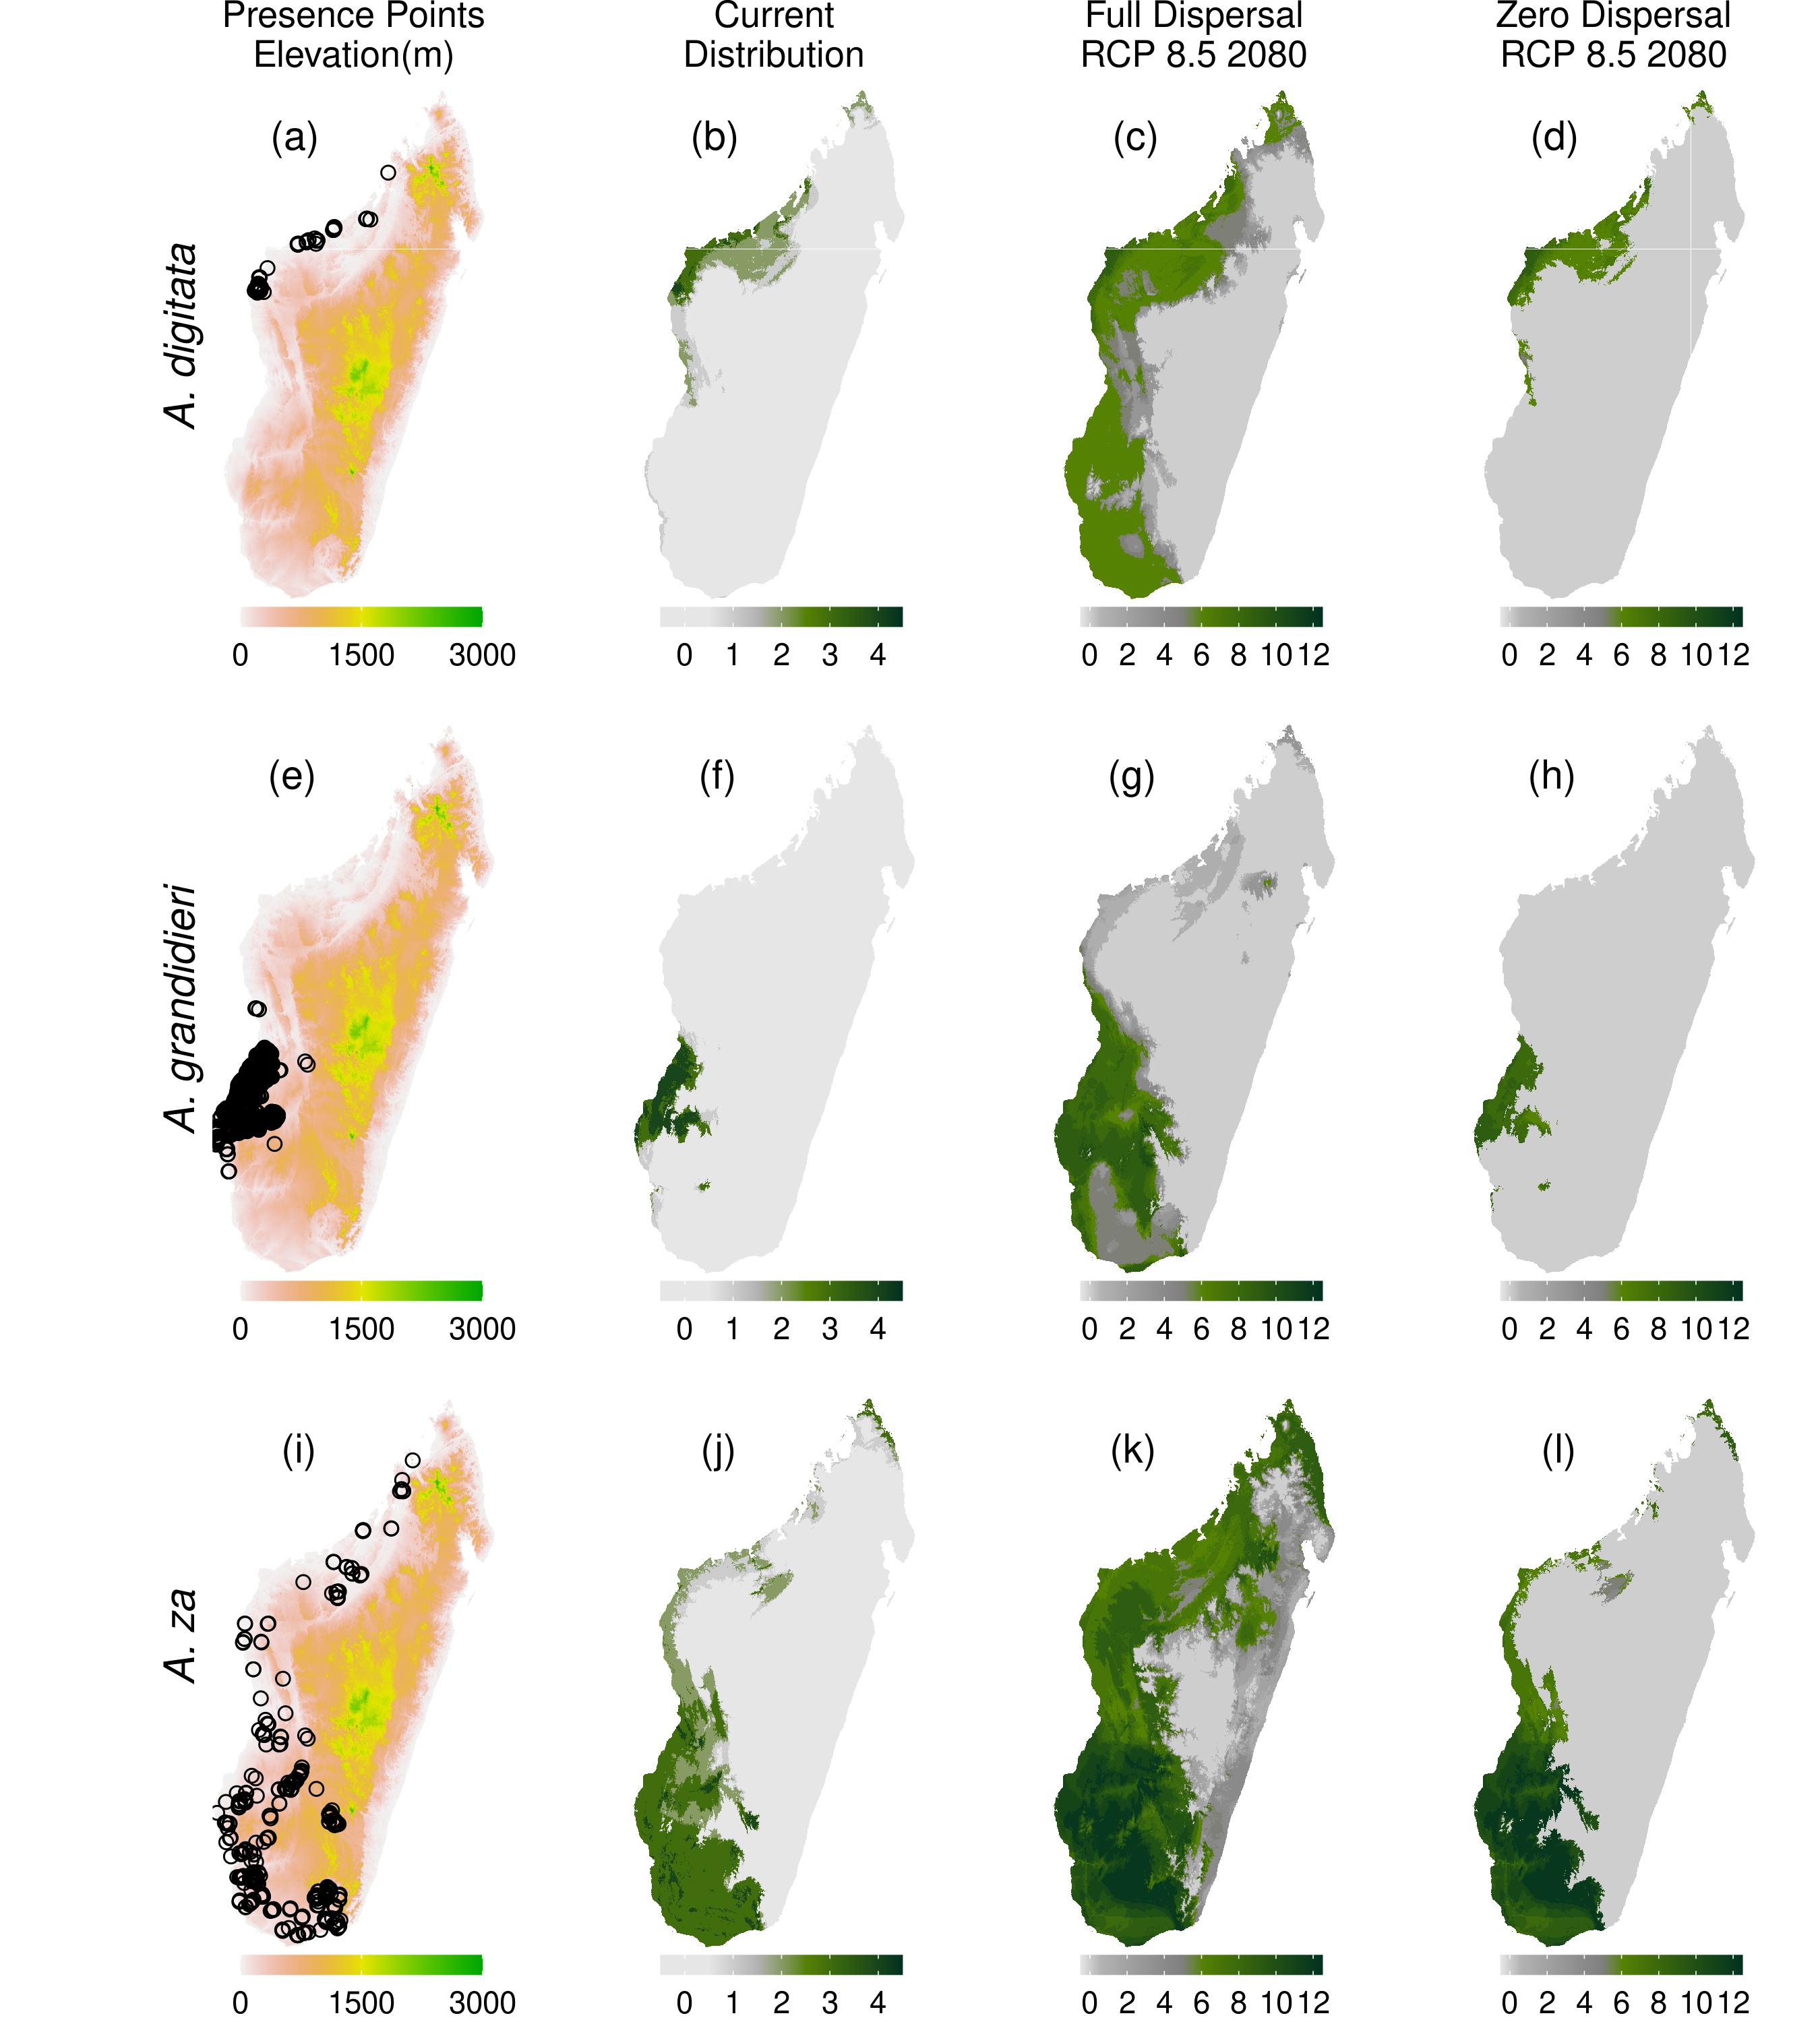 Presence Points
Elevation(m)
Current
Distribution
Full Dispersal
RCP 8.5 2080
Zero Dispersal
RCP 8.5 2080
A. digitata
(a)
(b)
(c)
(d)
0 1500 3000
0 1 2 3 4
0 2 4 6 8 10 12
0 2 4 6 8 10 12
A. grandidieri
(e)
(f)
(g)
(h)
0 1500 3000
0 1 2 3 4
0 2 4 6 8 10 12
0 2 4 6 8 10 12
A. za
(i)
(j)
(k)
(l)
0 1500 3000
0 1 2 3 4
0 2 4 6 8 10 12
0 2 4 6 8 10 12